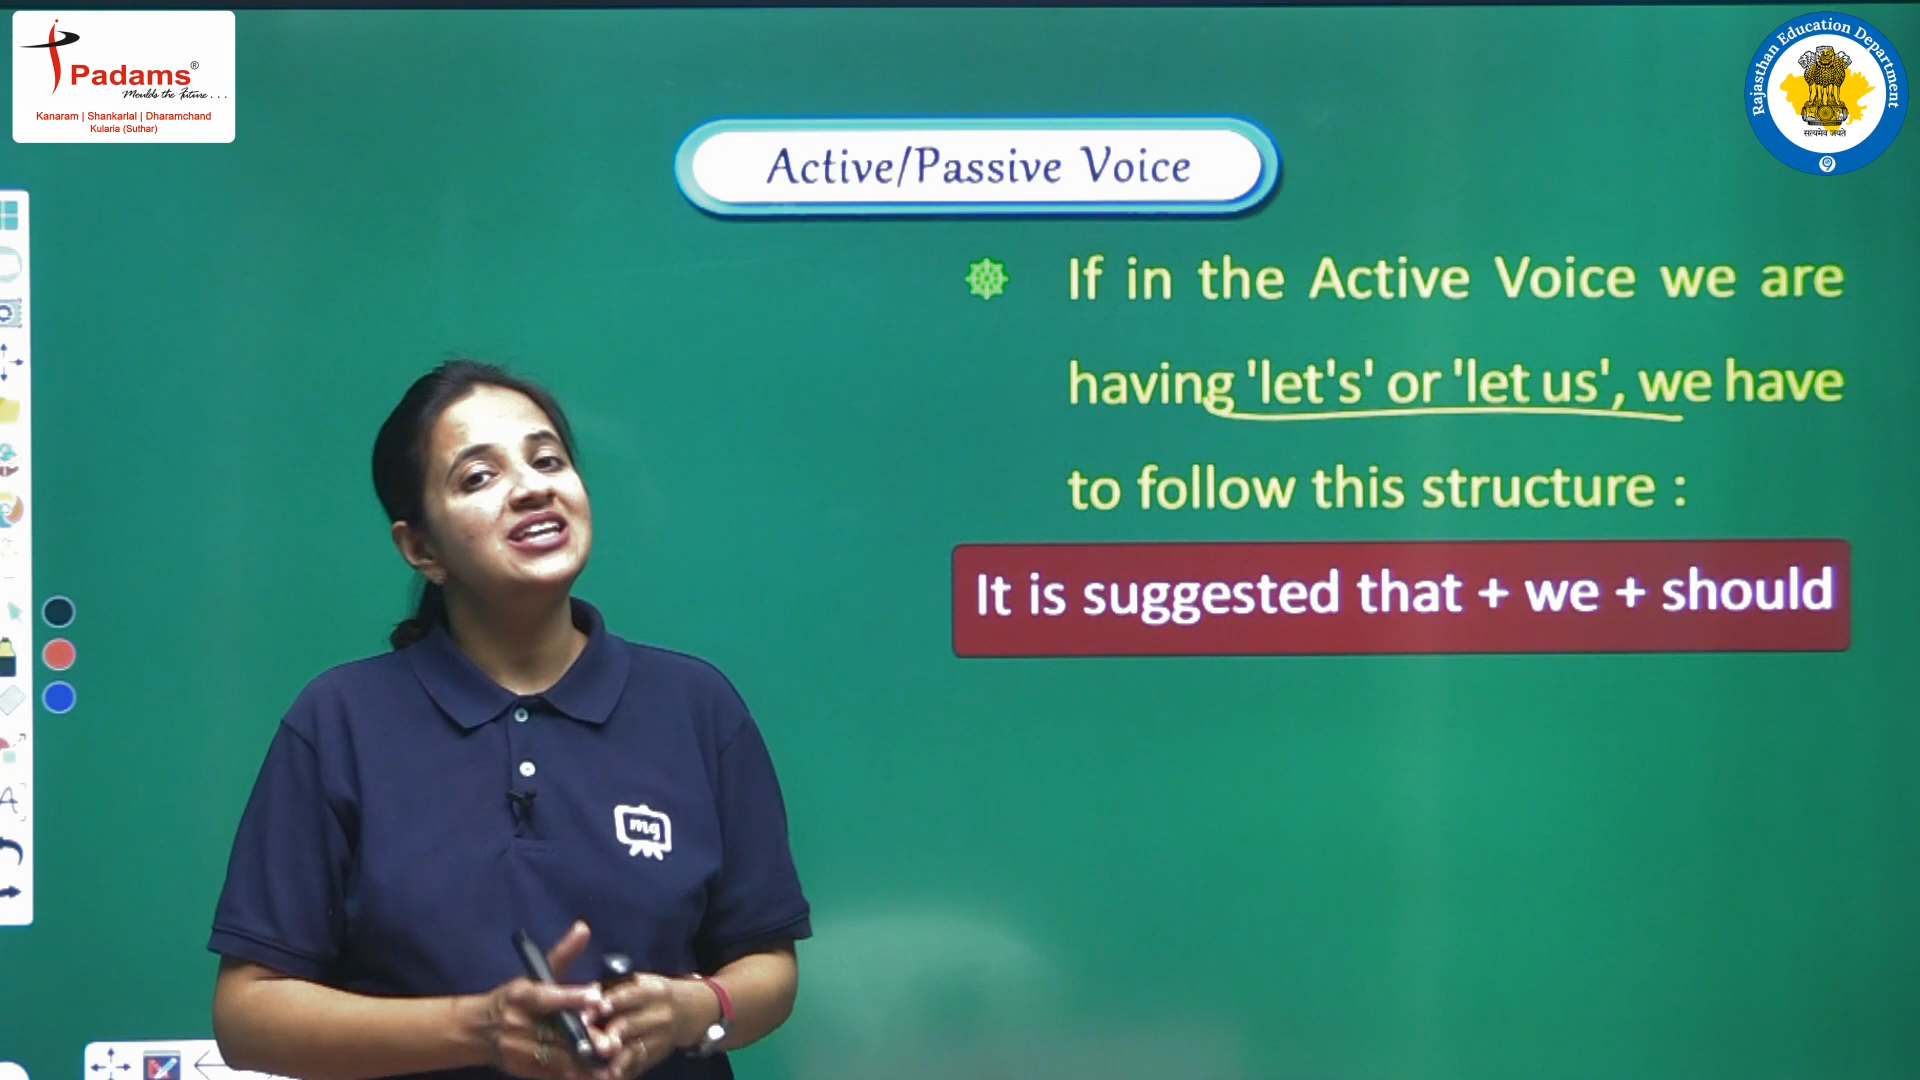 Padams®
Moulds the Future . . .
Kanaram | Shankarlal | Dharamchand
Kularia (Suthar)
Rajasthan Education Department
सत्यमेव जयते
Active/Passive Voice
If in the Active Voice we are
having 'let's' or 'let us', we have
to follow this structure :
It is suggested that + we + should
mg
A